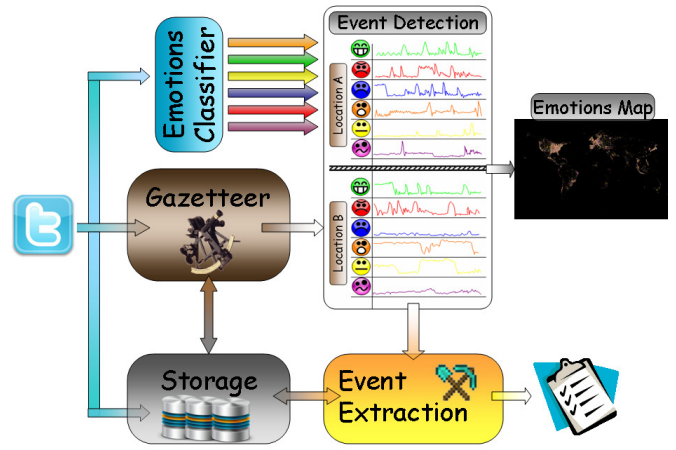 Event Detection
Emotions
Classifier
Location A
Emotions Map
Gazetteer
Location B
Storage
Event
Extraction